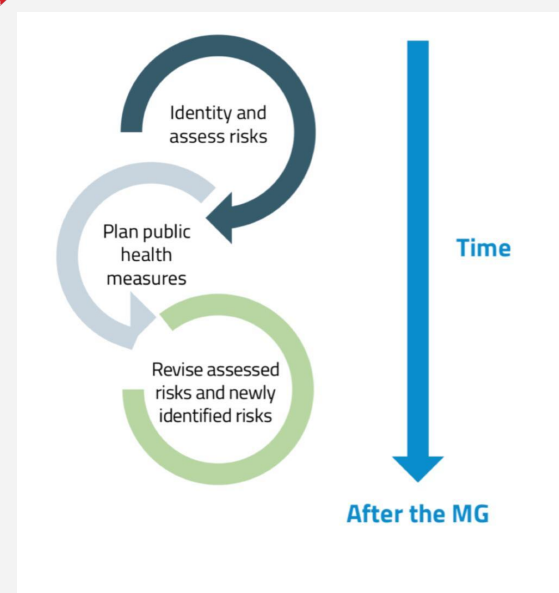 Identity and
assess risks
Plan public
health
measures
Revise assessed
risks and newly
identified risks
Time
After the MG